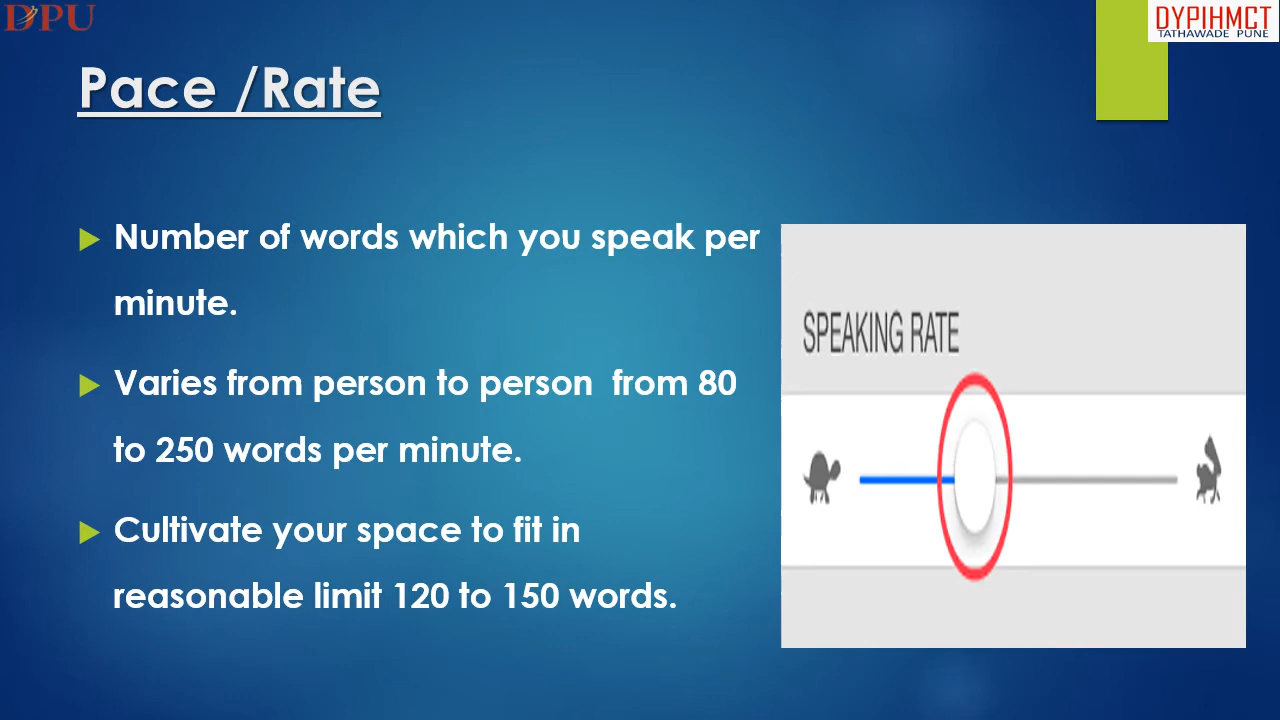 DPU
DYPIHMCT
TATHAWADE PUNE
Pace /Rate
Number of words which you speak per
minute.
Varies from person to person from 80
to 250 words per minute.
Cultivate your space to fit in
reasonable limit 120 to 150 words.
SPEAKING RATE